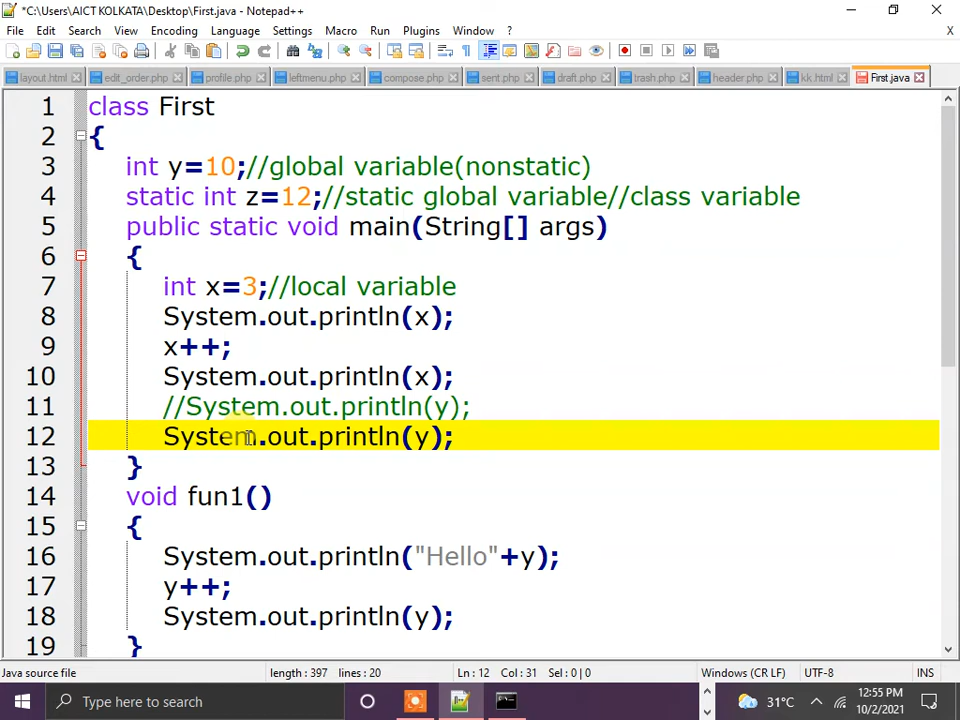 *C:\Users\AICT KOLKATA\Desktop\First.java - Notepad++
File Edit Search View Encoding Language Settings Tools Macro Run Plugins Window ? X
layout.html edit_order.php profile.php leftmenu.php compose.php sent.php draft.php trash.php header.php kk.html First.java
1 class First
2 {
3 int y=10;//global variable(nonstatic)
4 static int z=12;//static global variable//class variable
5 public static void main(String[] args)
6 {
7 int x=3;//local variable
8 System.out.println(x);
9 x++;
10 System.out.println(x);
11 //System.out.println(y);
12 System.out.println(y);
13 }
14 void fun1()
15 {
16 System.out.println("Hello"+y);
17 y++;
18 System.out.println(y);
19 }
Java source file length : 397 lines : 20 Ln : 12 Col : 31 Sel : 0 | 0 Windows (CR LF) UTF-8 INS
Type here to search 31°C 12:55 PM
10/2/2021